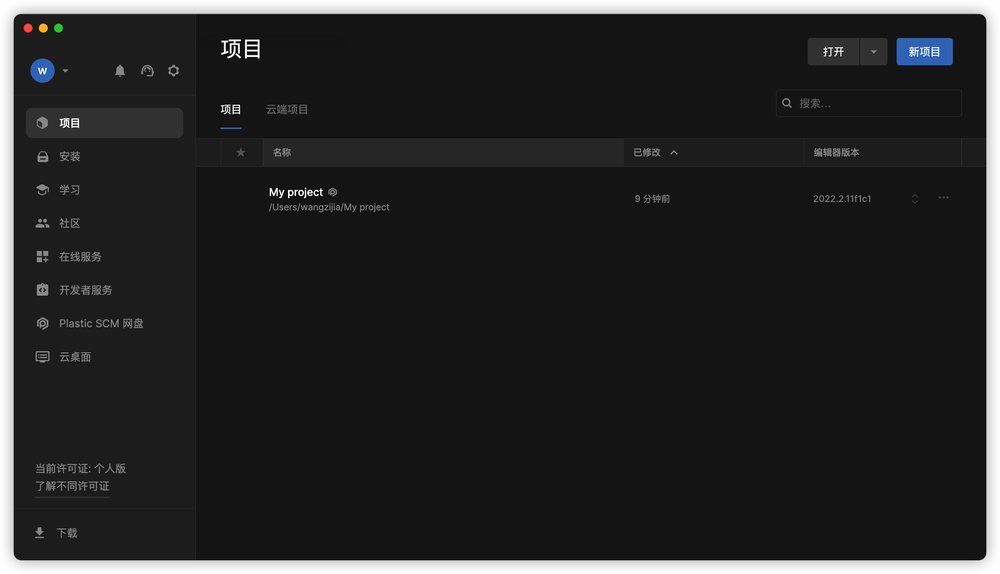 W
项目
安装
学习
社区
在线服务
开发者服务
Plastic SCM 网盘
云桌面
当前许可证: 个人版
了解不同许可证
下载
项目
打开
新项目
项目
云端项目
搜索...
名称
已修改
编辑器版本
My project
/Users/wangzijia/My project
9 分钟前
2022.2.11f1c1